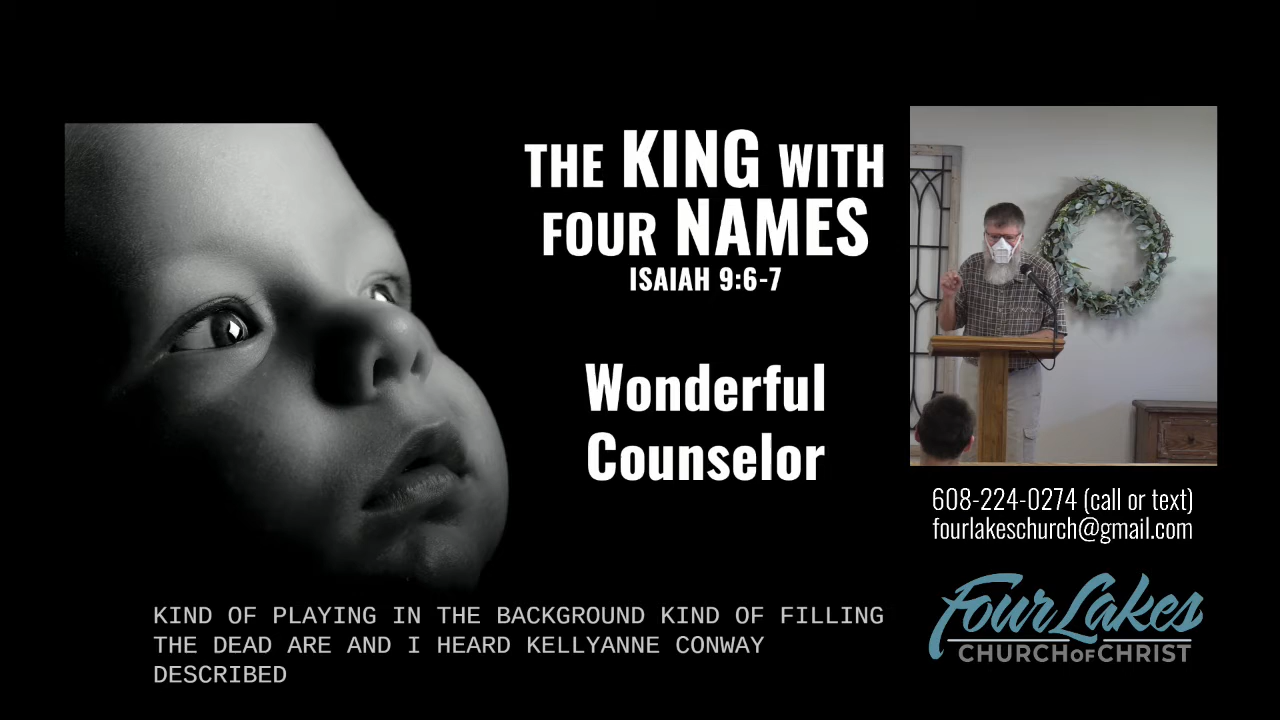 THE KING WITH
FOUR NAMES
ISAIAH 9:6-7
Wonderful
Counselor
608-224-0274 (call or text)
fourlakeschurch@gmail.com
Four Lakes
CHURCH OF CHRIST
KIND OF PLAYING IN THE BACKGROUND KIND OF FILLING
THE DEAD ARE AND I HEARD KELLYANNE CONWAY
DESCRIBED